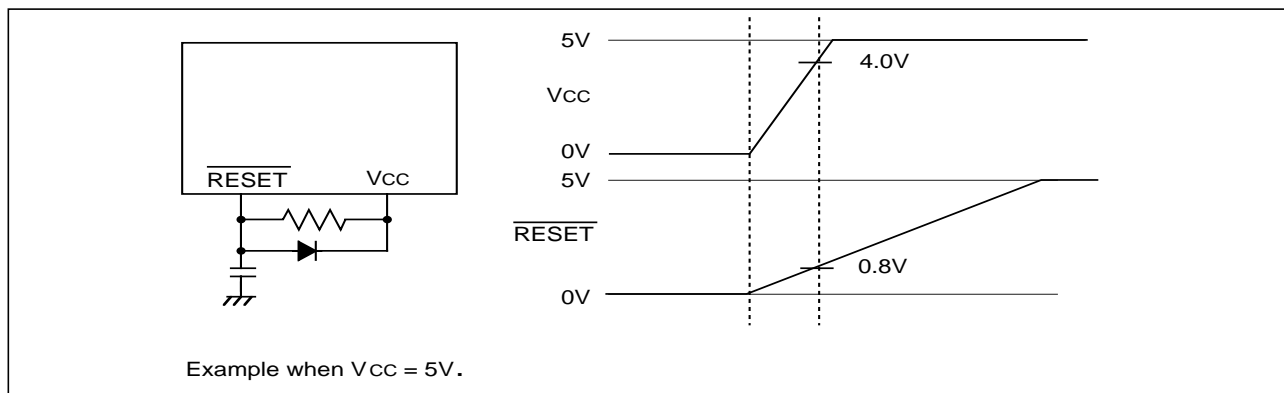 RESET
VCC
5V
4.0V
VCC
0V
5V
RESET
0.8V
0V
Example when VCC = 5V.